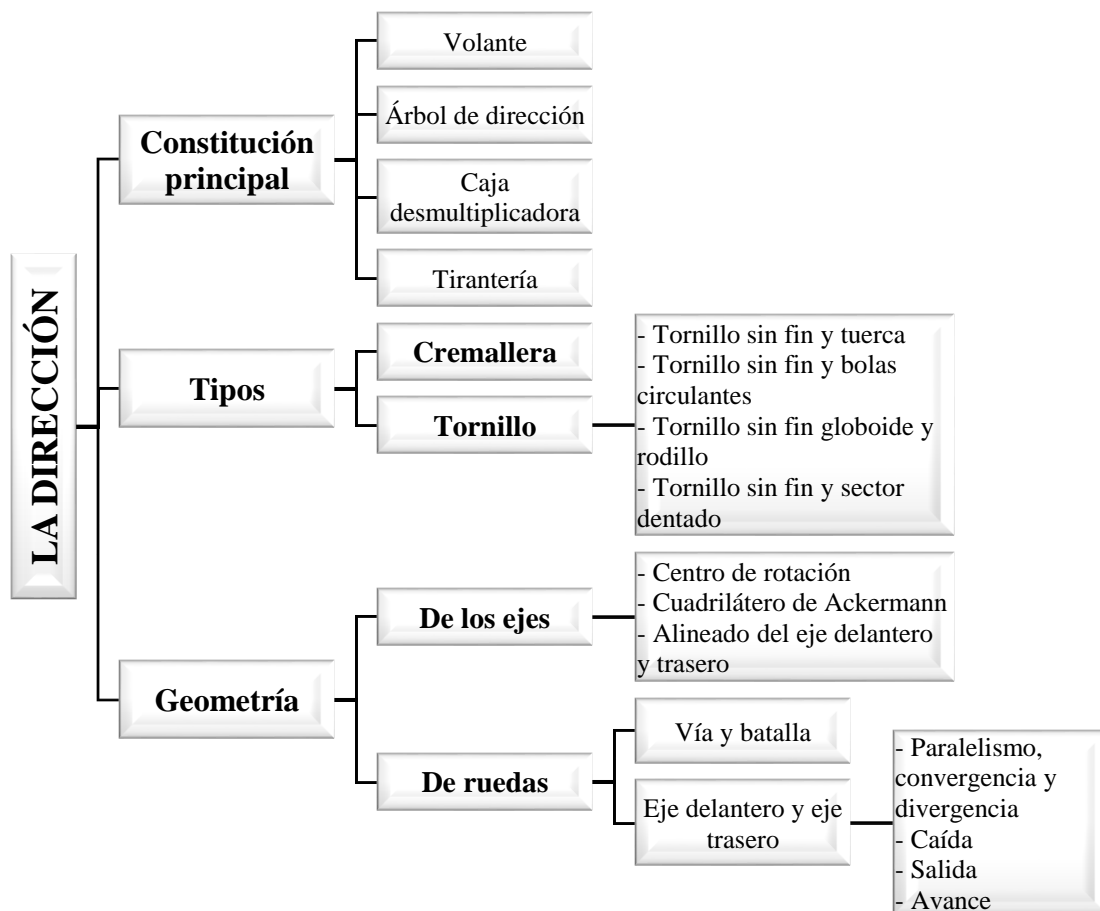 LA DIRECCIÓN
Constitución
principal
Volante
Árbol de dirección
Caja
desmultiplicadora
Tirantería
Tipos
Cremallera
Tornillo
- Tornillo sin fin y tuerca
- Tornillo sin fin y bolas
circulantes
- Tornillo sin fin globoide y
rodillo
- Tornillo sin fin y sector
dentado
Geometría
De los ejes
- Centro de rotación
- Cuadrilátero de Ackermann
- Alineado del eje delantero
y trasero
De ruedas
Vía y batalla
Eje delantero y eje
trasero
- Paralelismo,
convergencia y
divergencia
- Caída
- Salida
- Avance